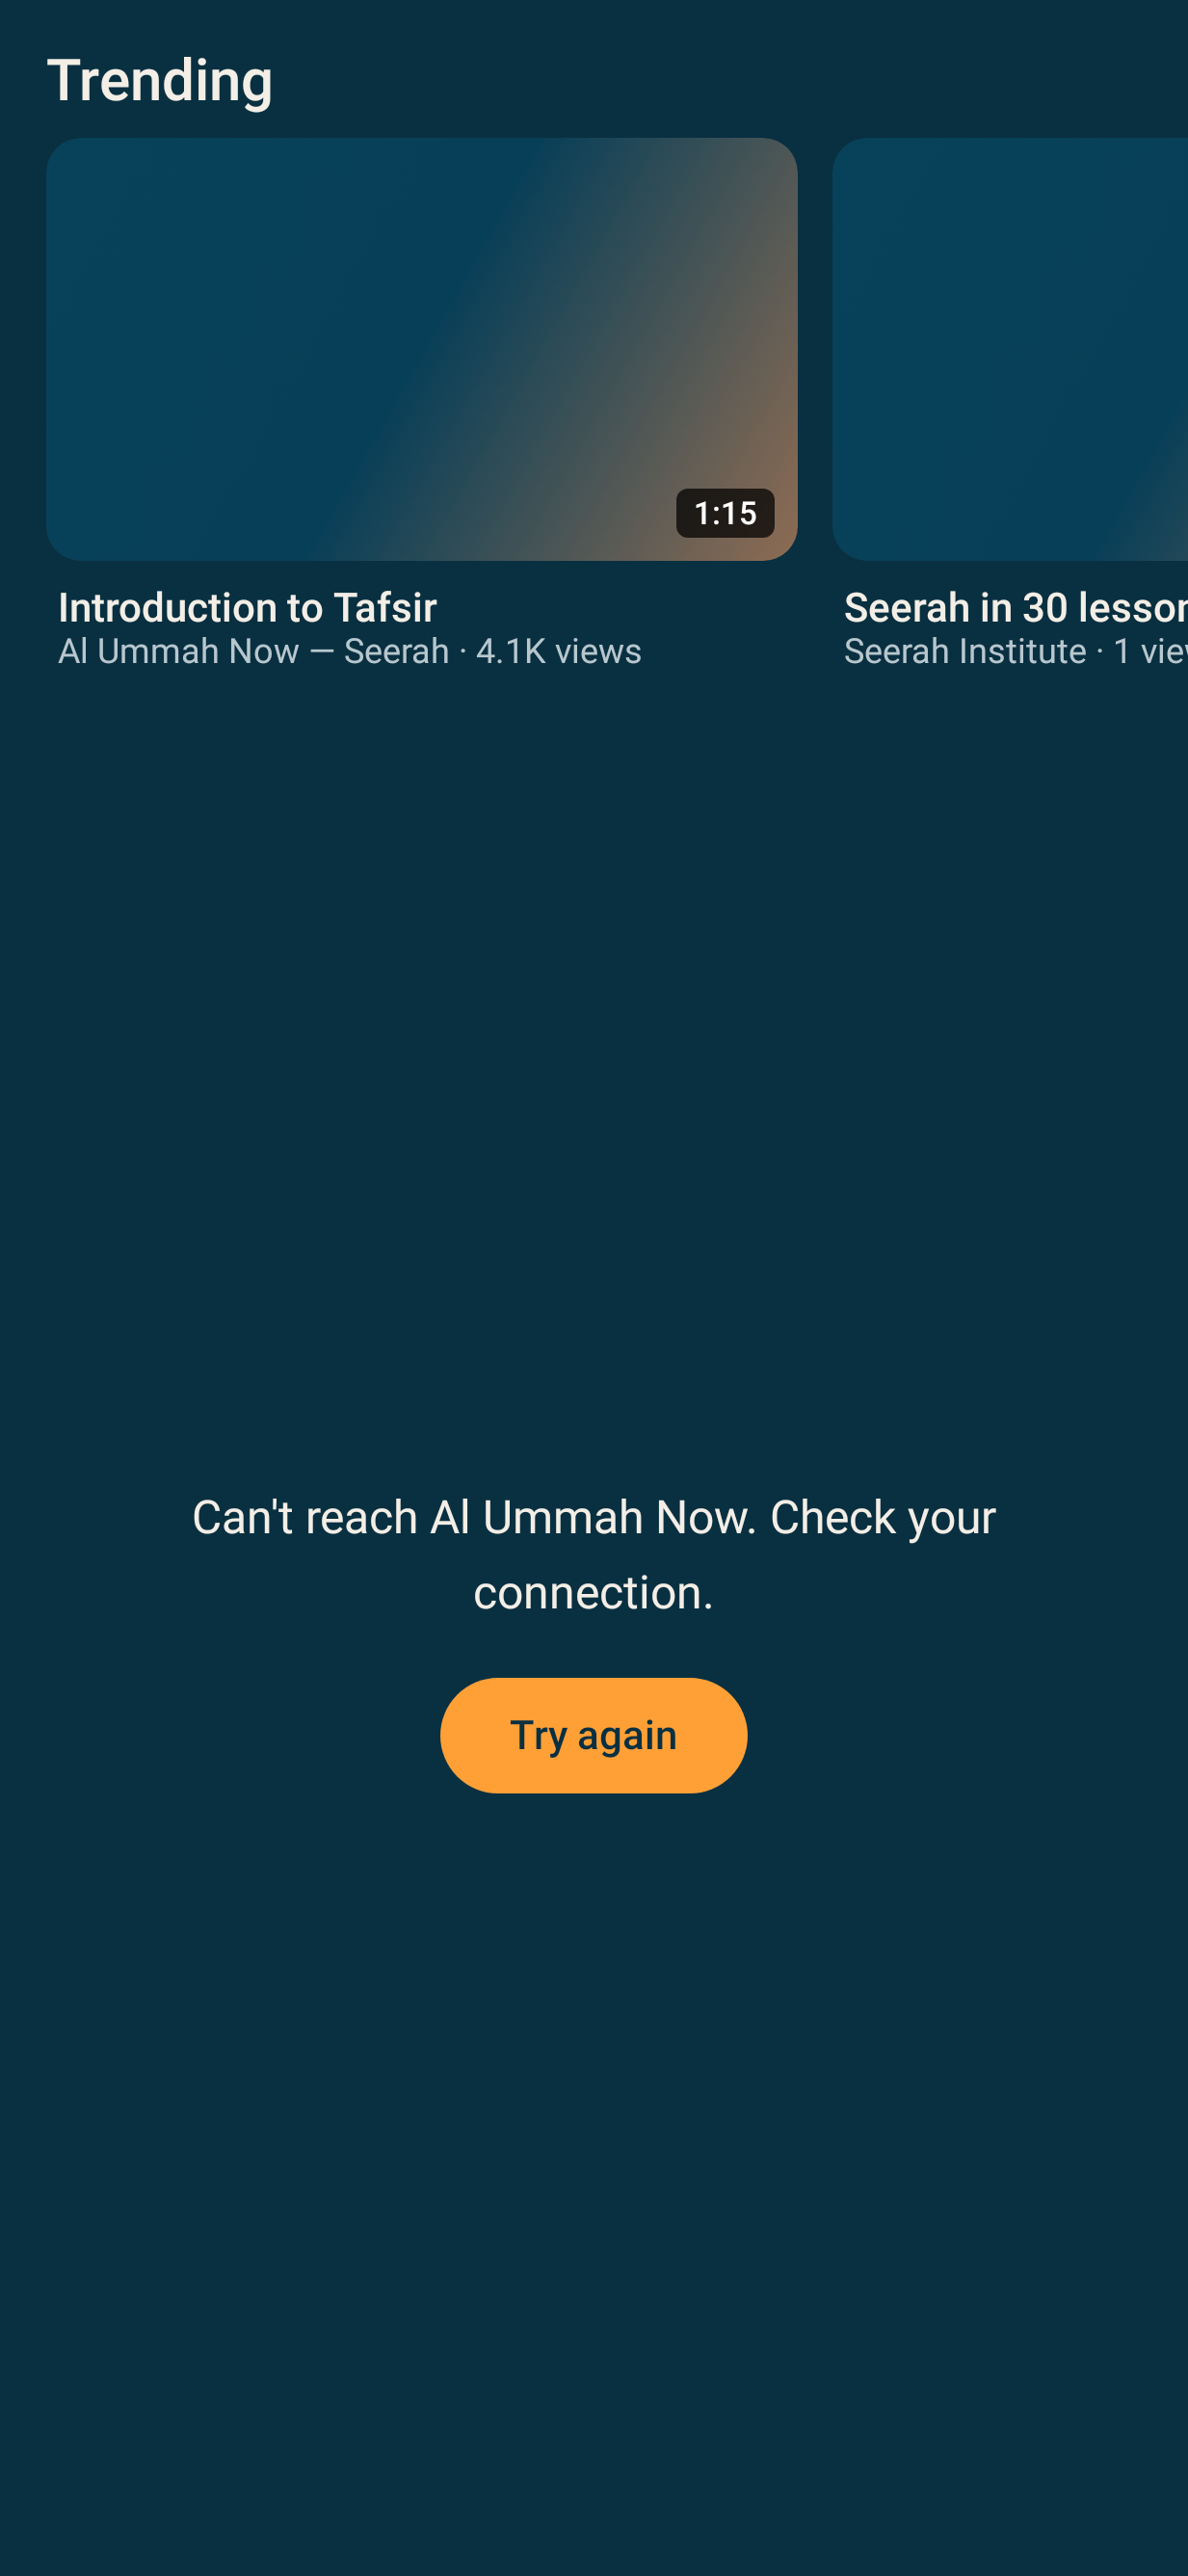 Trending
1:15
Introduction to Tafsir
Al Ummah Now — Seerah · 4.1K views
Seerah in 30
Seerah Institute · 1
Can't reach Al Ummah Now. Check your
connection.
Try again